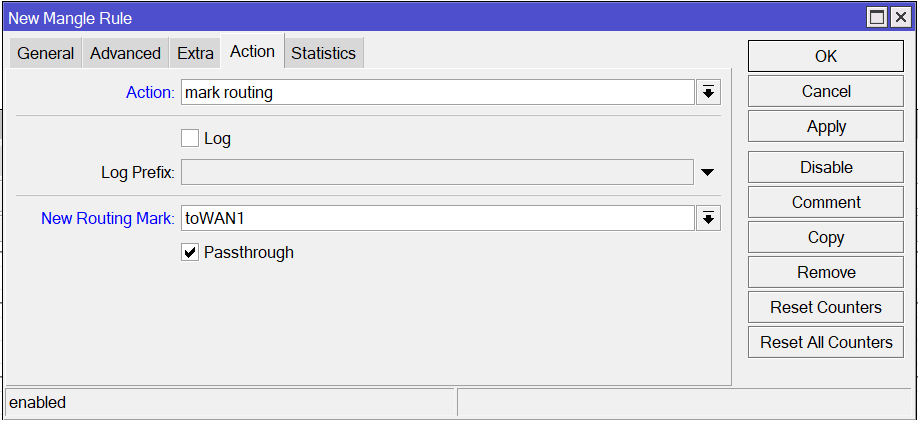 New Mangle Rule
General Advanced Extra Action Statistics
Action: mark routing
Log
Log Prefix:
New Routing Mark: toWAN1
Passthrough
OK
Cancel
Apply
Disable
Comment
Copy
Remove
Reset Counters
Reset All Counters
enabled